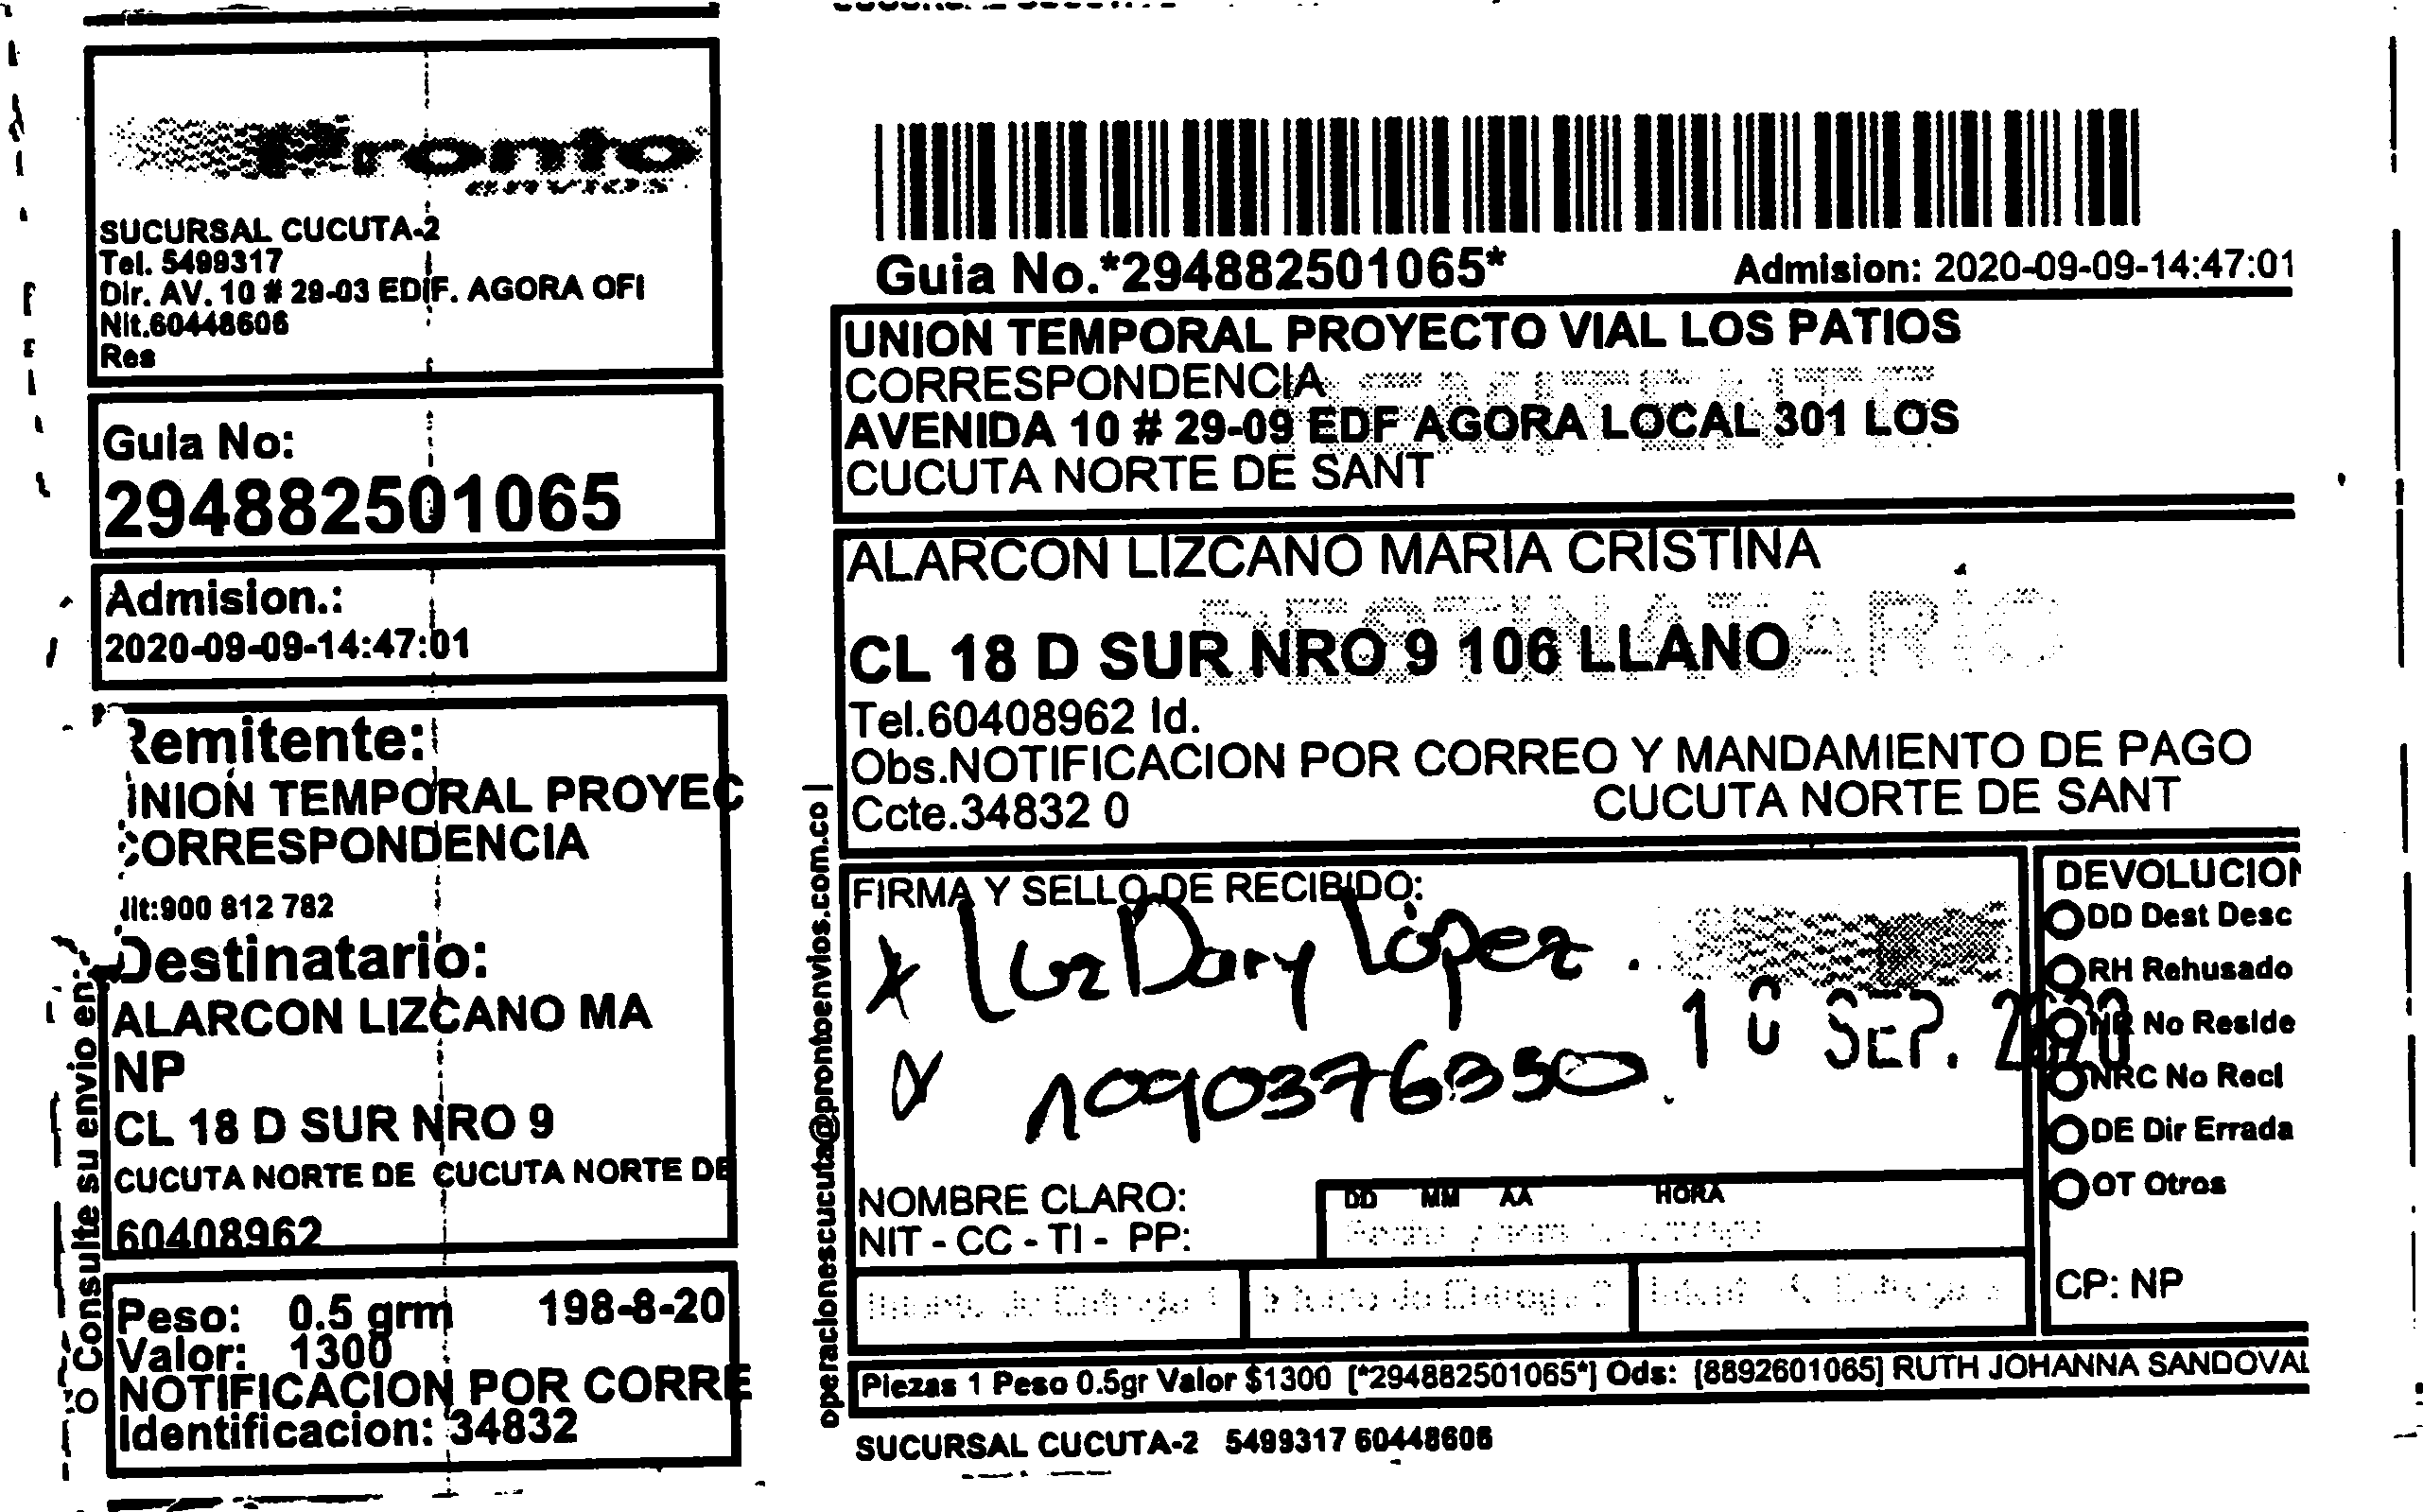 Pronto
SERVICES
SUCURSAL CUCUTA-2
Tel. 5499317
Dir. AV. 10 # 29-03 EDIF. AGORA OFI
Nit.60448606
Res
Guia No:
294882501065
Admision.:
2020-09-09-14:47:01
Remitente:
UNION TEMPORAL PROYEC
CORRESPONDENCIA
Nit:900 812 782
Destinatario:
ALARCON LIZCANO MA
NP
CL 18 D SUR NRO 9
CUCUTA NORTE DE CUCUTA NORTE DE
60408962
Peso: 0.5 grm 198-8-20
Valor: 1300
NOTIFICACION POR CORRE
Identificacion: 34832
o Consulte su envio en:
operacionescucuta@prontoenvios.com.co |
Guia No.*294882501065* Admision: 2020-09-09-14:47:01
REMITENTE
UNION TEMPORAL PROYECTO VIAL LOS PATIOS
CORRESPONDENCIA
AVENIDA 10 # 29-09 EDF AGORA LOCAL 301 LOS
CUCUTA NORTE DE SANT
ALARCON LIZCANO MARIA CRISTINA
DESTINATARIO
CL 18 D SUR NRO 9 106 LLANO
Tel.60408962 Id.
Obs.NOTIFICACION POR CORREO Y MANDAMIENTO DE PAGO
Ccte.34832 0 CUCUTA NORTE DE SANT
FIRMA Y SELLO DE RECIBIDO:
x Luz Dary López.
x 1090376350.
10 SEP. 2020
NOMBRE CLARO:
NIT - CC - TI - PP:
DD MM AA HORA
DEVOLUCION
DD Dest Desc
RH Rehusado
NR No Reside
NRC No Recl
DE Dir Errada
OT Otros
CP: NP
Piezas 1 Peso 0.5gr Valor $1300 [*294882501065*] Ods: [8892601065] RUTH JOHANNA SANDOVAL
SUCURSAL CUCUTA-2 5499317 60448606